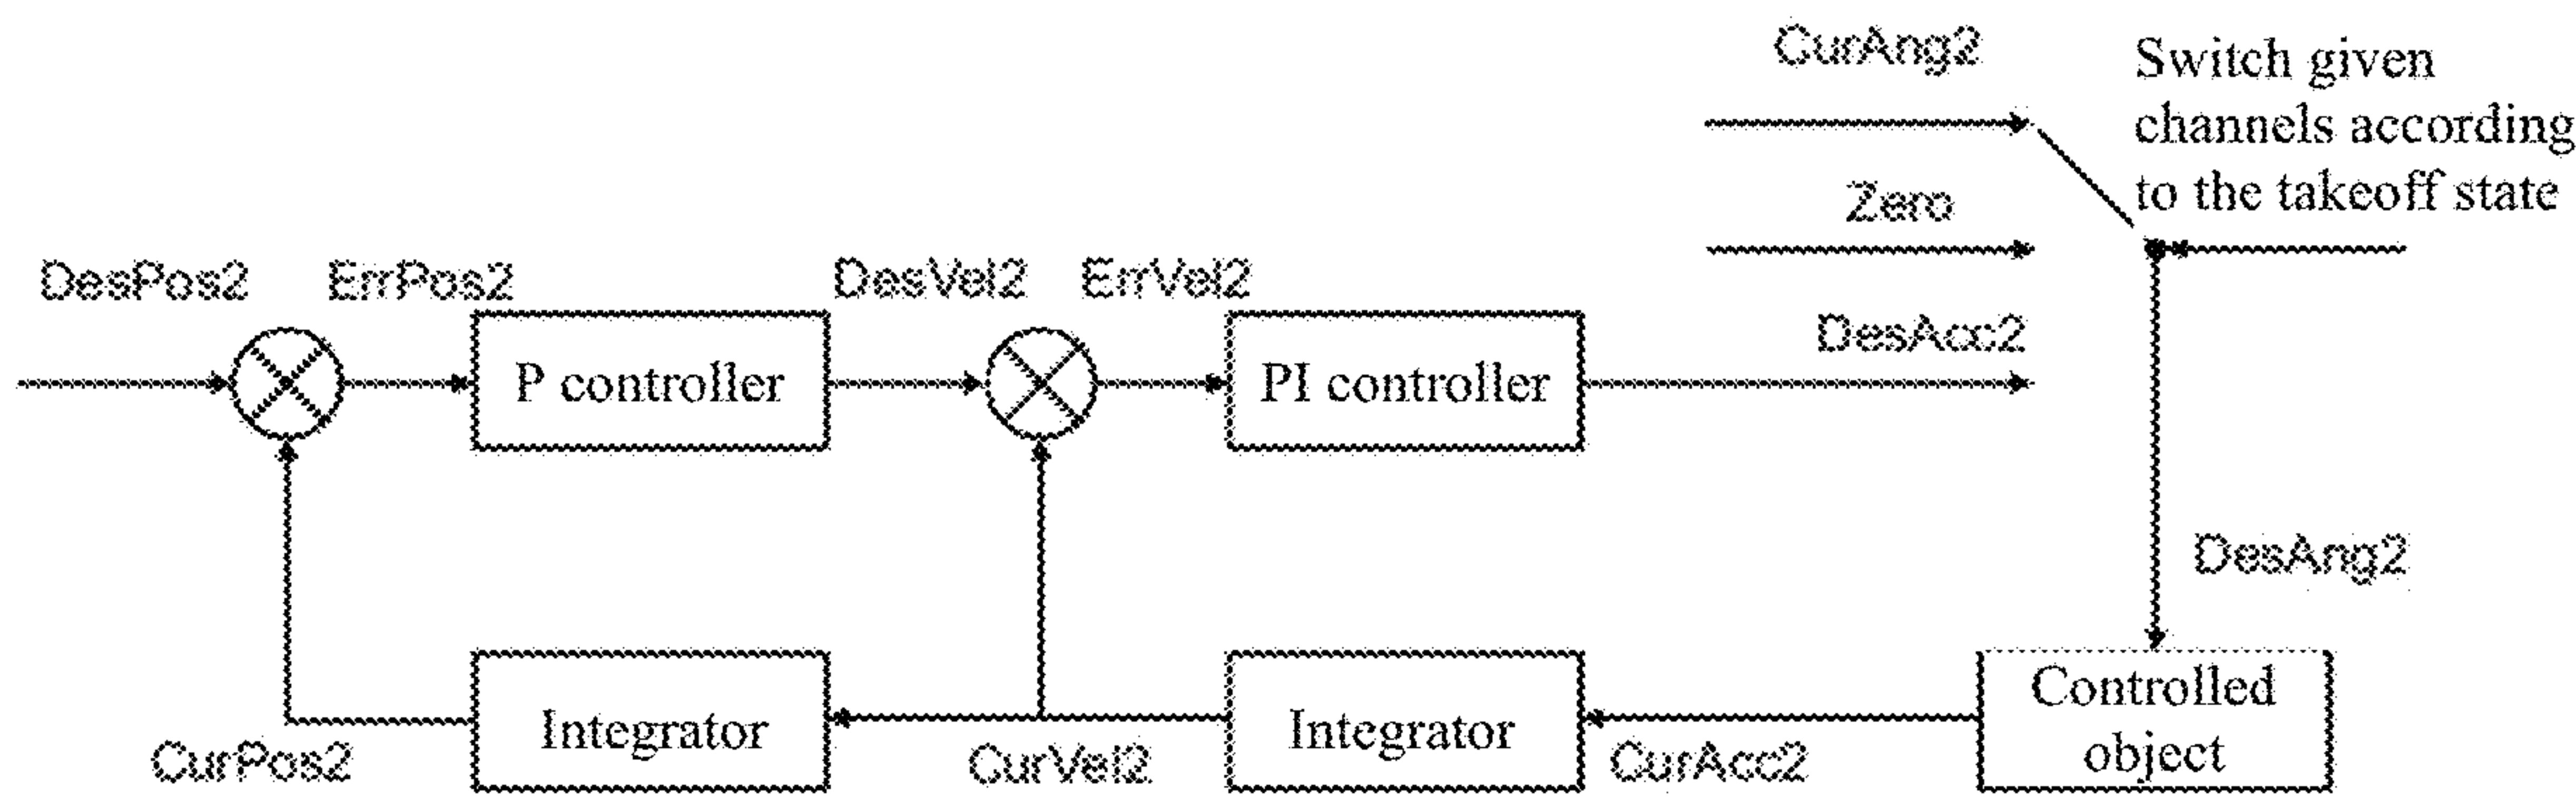 CurAng2
Switch given
channels according
to the takeoff state
Zero
DesPos2
ErrPos2
DesVel2
ErrVel2
DesAcc2
P controller
PI controller
DesAng2
Controlled
object
Integrator
Integrator
CurPos2
CurVel2
CurAcc2